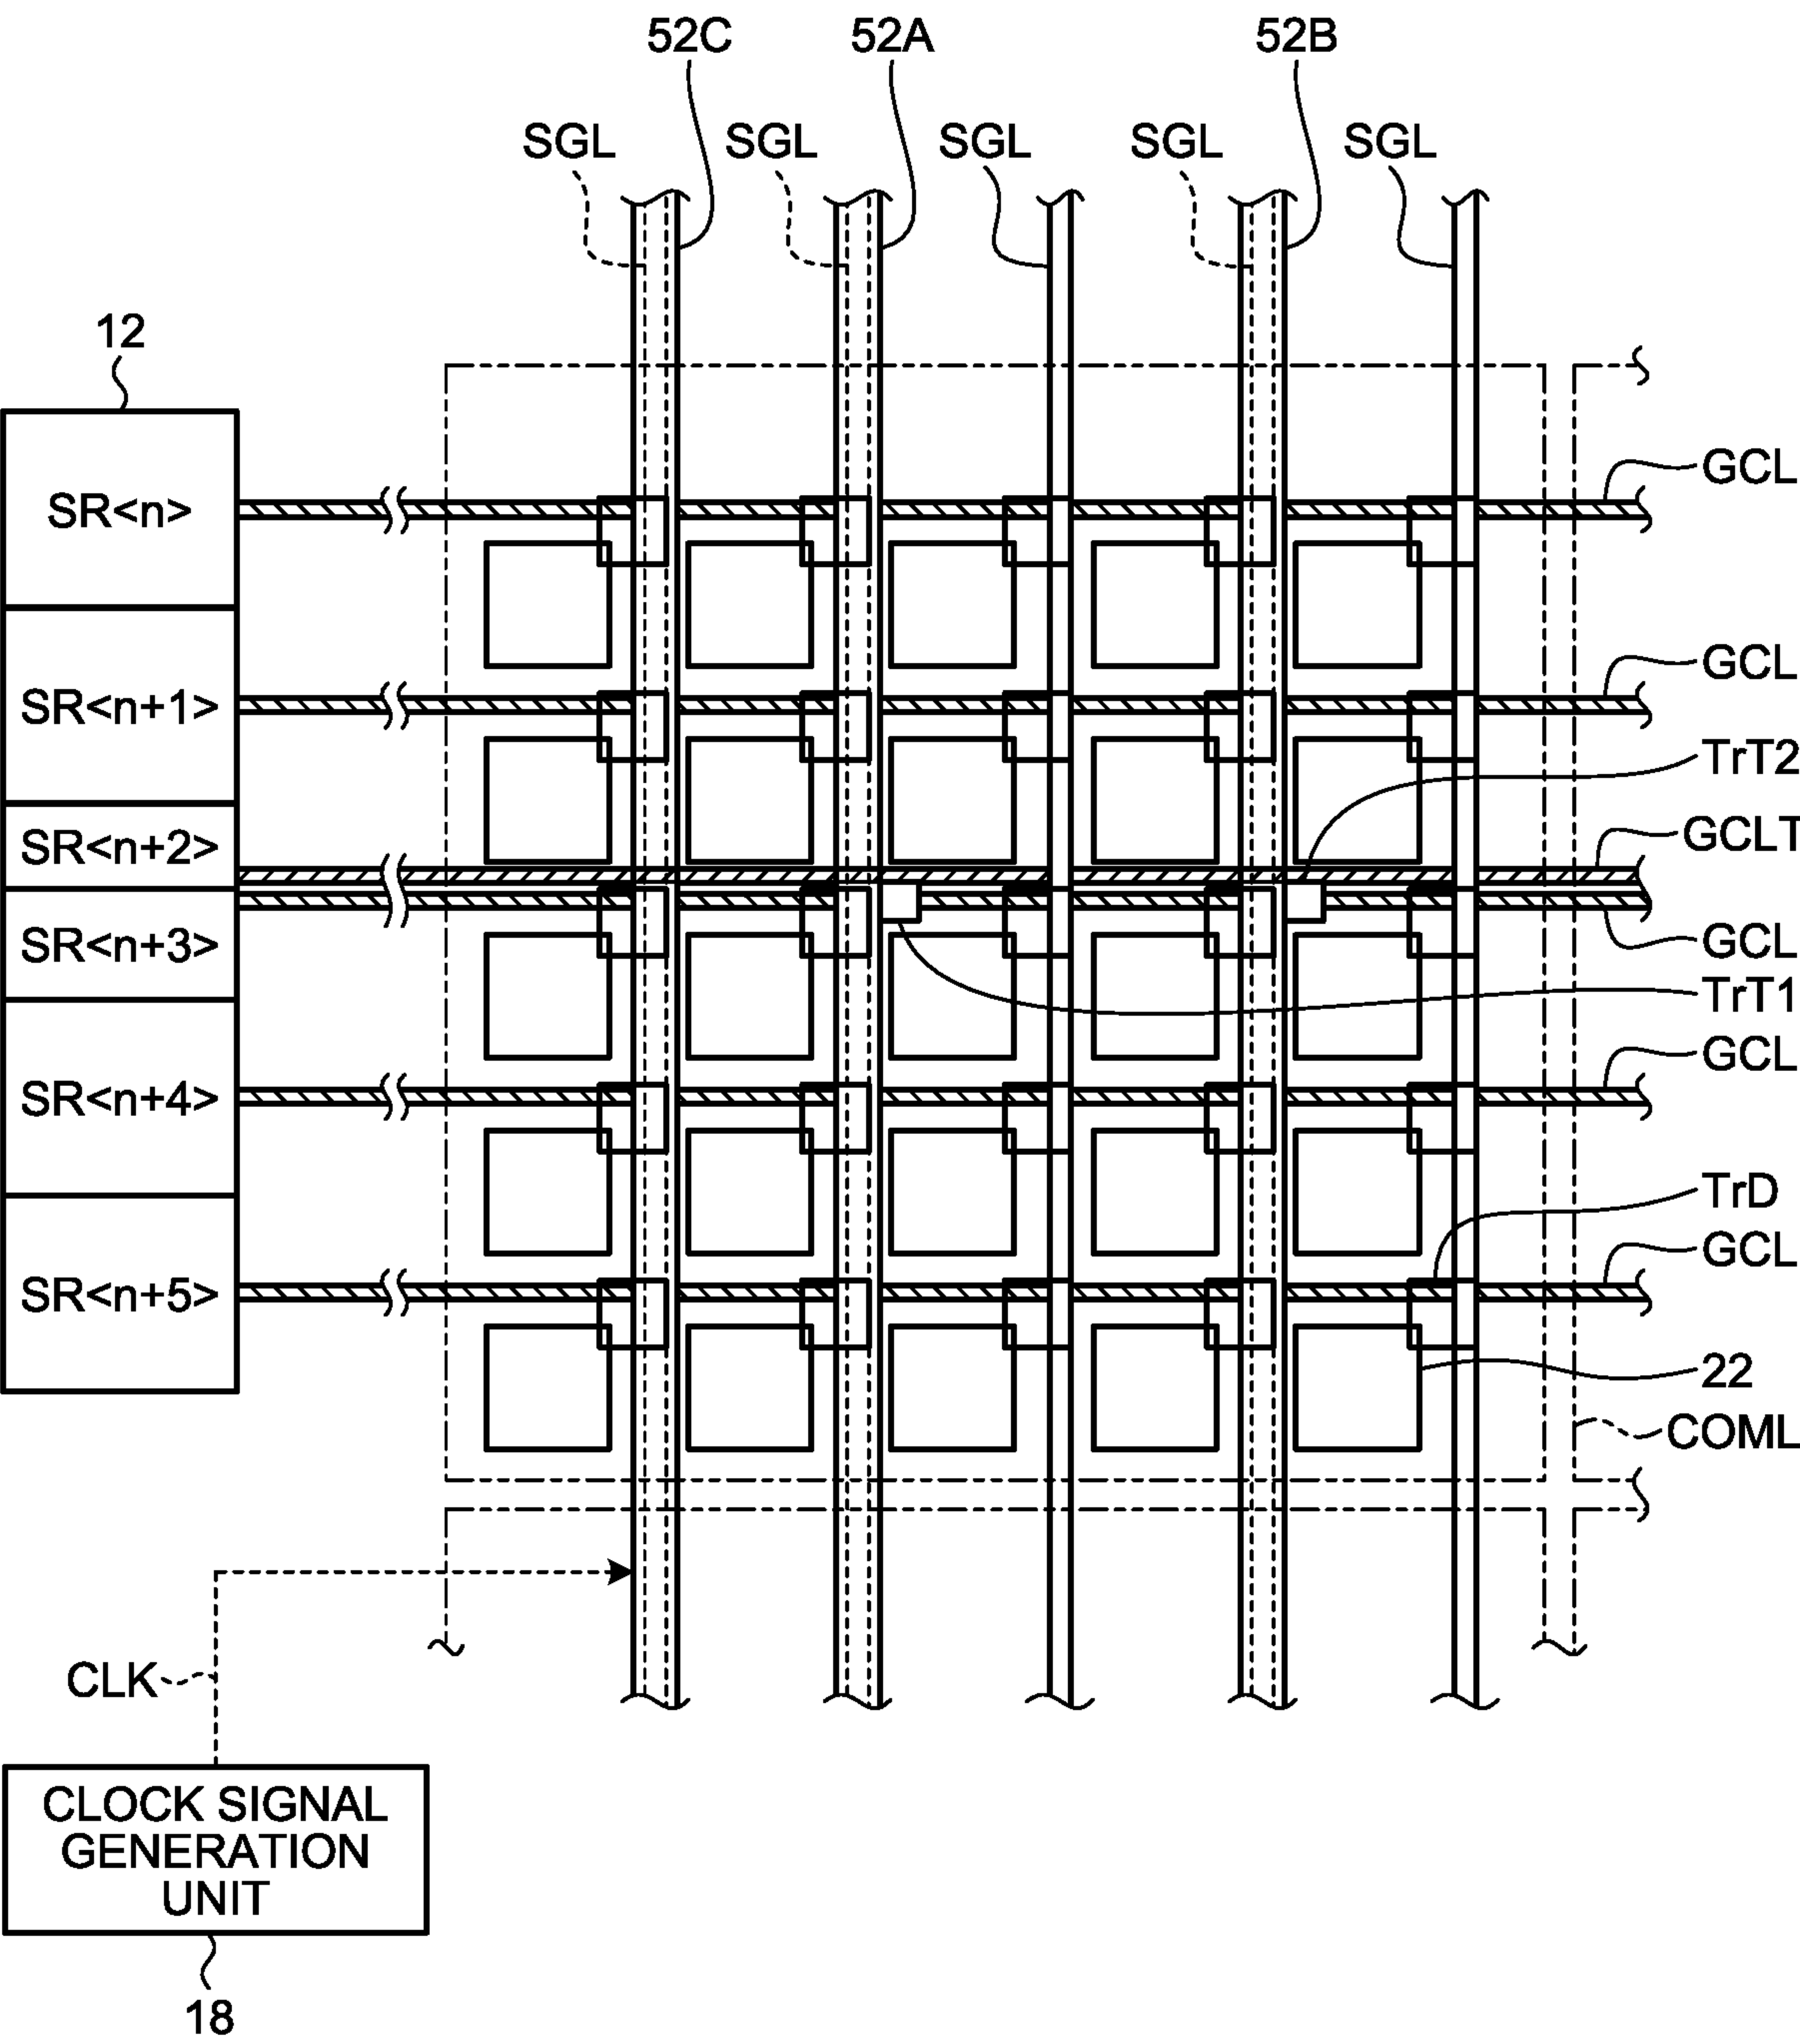 52C 52A 52B
SGL SGL SGL SGL SGL
12
GCL
SR<n>
GCL
SR<n+1>
TrT2
GCLT
SR<n+2>
GCL
SR<n+3>
TrT1
GCL
SR<n+4>
TrD
GCL
SR<n+5>
22
COML
CLK
CLOCK SIGNAL
GENERATION
UNIT
18